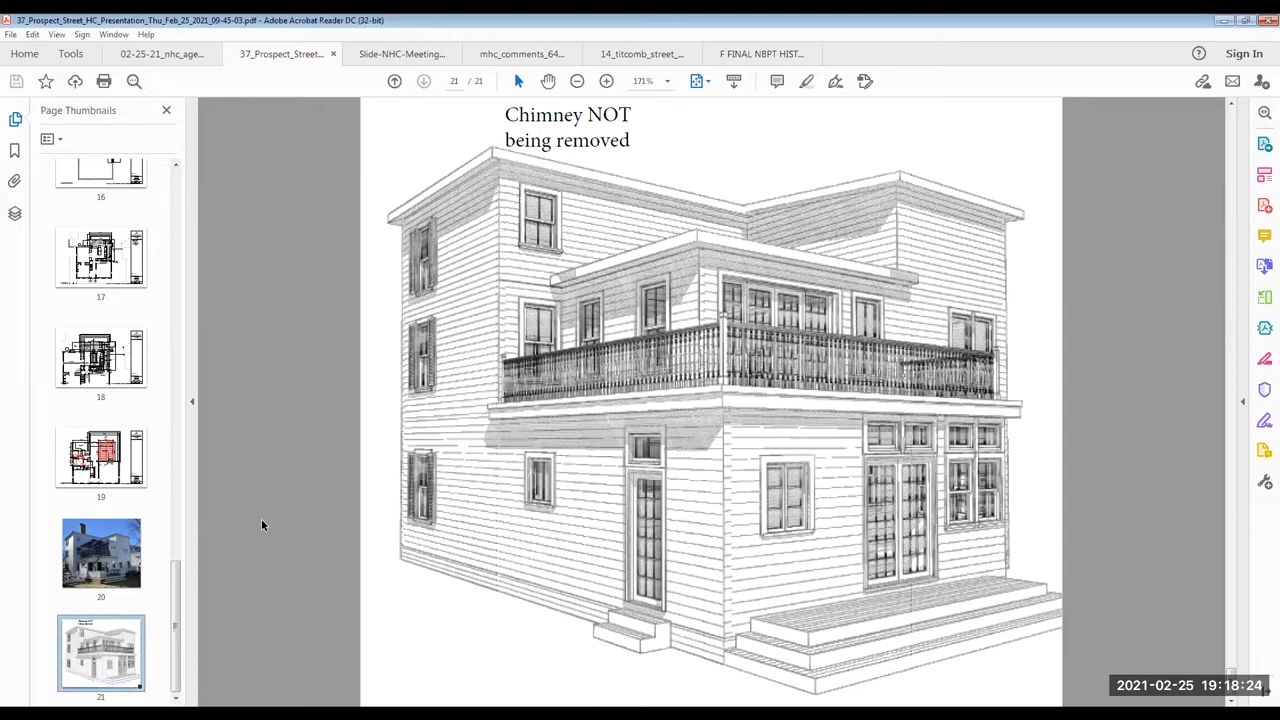 37_Prospect_Street_HC_Presentation_Thu_Feb_25_2021_09-45-03.pdf - Adobe Acrobat Reader DC (32-bit)
File Edit View Sign Window Help
Home Tools 02-25-21_nhc_age... 37_Prospect_Street... × Slide-NHC-Meeting... mhc_comments_64... 14_titcomb_street_... F FINAL NBPT HIST... Sign In
21 / 21 171%
Page Thumbnails
16
17
18
19
20
21
Chimney NOT
being removed
2021-02-25 19:18:24